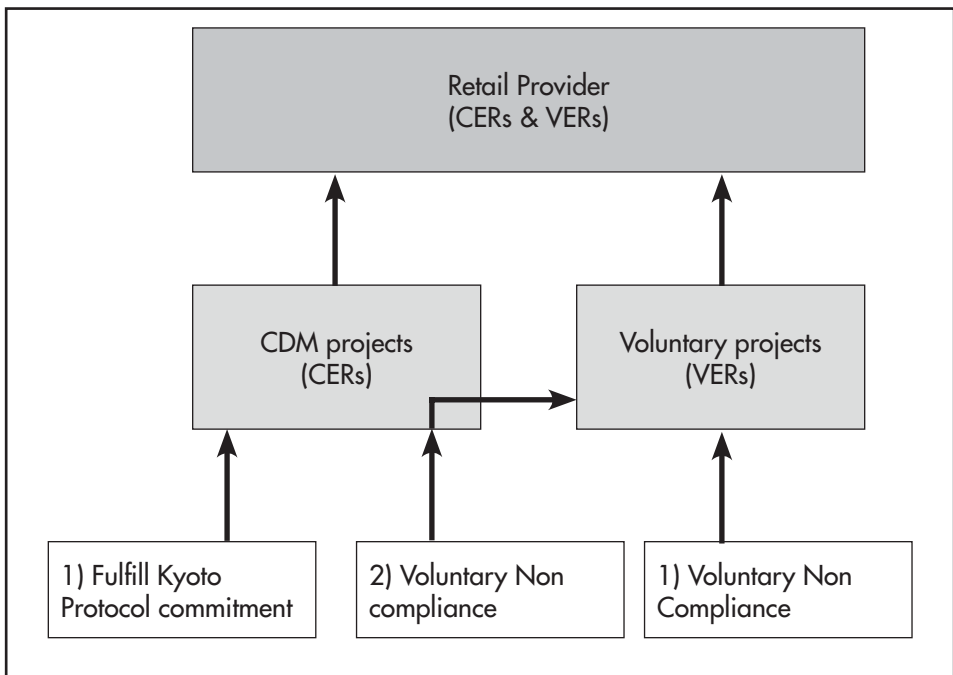 Retail Provider
(CERs & VERs)
CDM projects
(CERs)
Voluntary projects
(VERs)
1) Fulfill Kyoto
Protocol commitment
2) Voluntary Non
compliance
1) Voluntary Non
Compliance